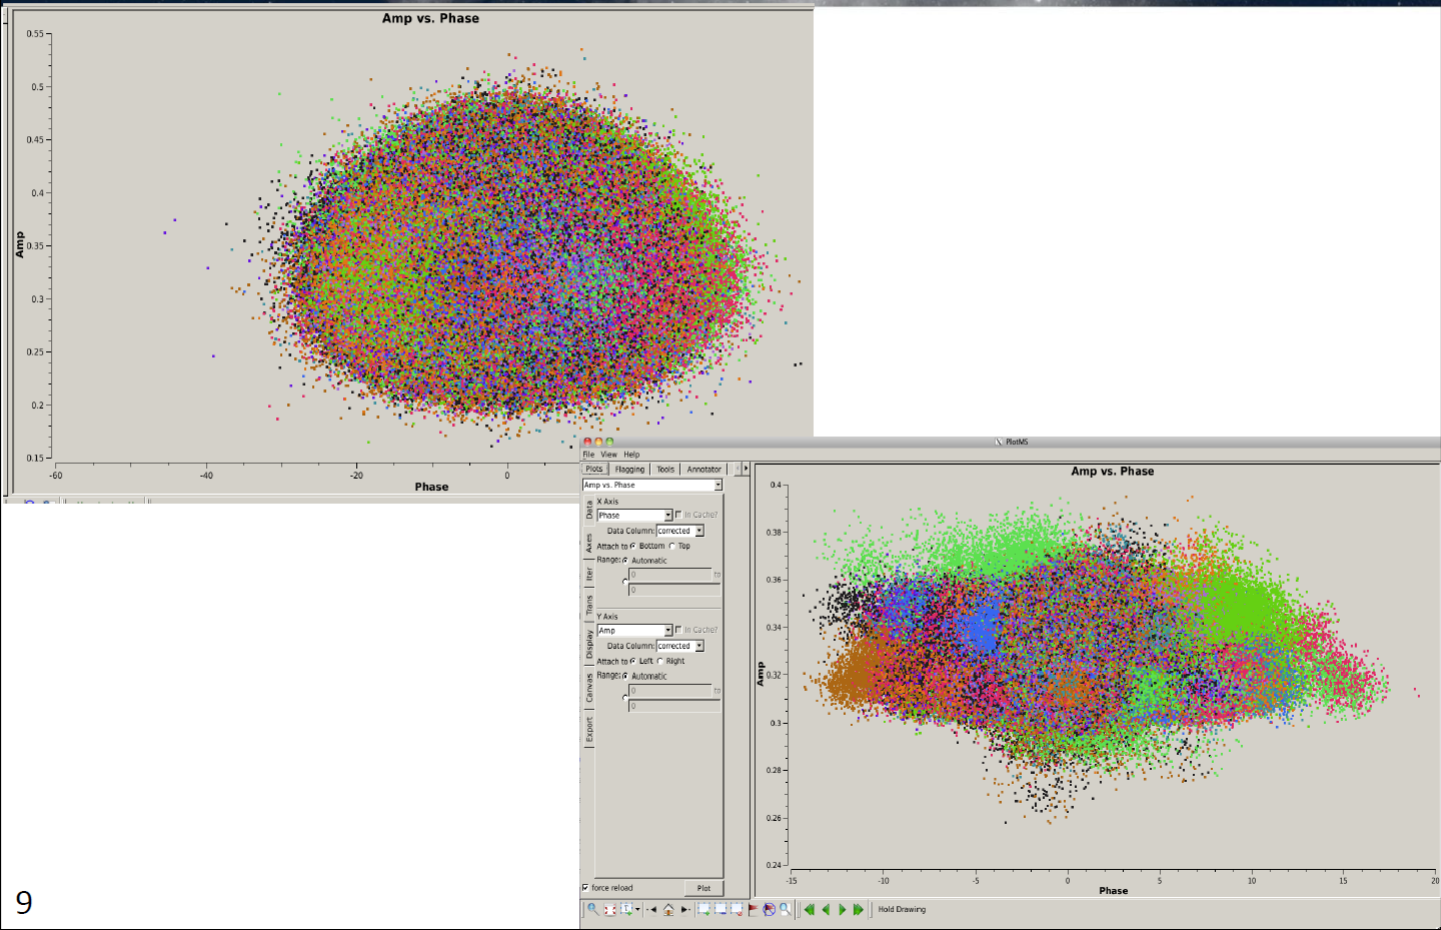 Amp vs. Phase
0.55
0.5
0.45
0.4
0.35
Amp
0.3
0.25
0.2
0.15
-60
-40
-20
0
Phase
PlotMS
File View Help
Plots Flagging Tools Annotator
Amp vs. Phase
Data
Axes
Iter
Trans
Display
Canvas
Export
X Axis
Phase In Cache?
Data Column: corrected
Attach to Bottom Top
Range: Automatic
0 to
0
Y Axis
Amp In Cache?
Data Column: corrected
Attach to Left Right
Range: Automatic
0 to
0
force reload Plot
Amp vs. Phase
0.4
0.38
0.36
0.34
Amp
0.32
0.3
0.28
0.26
0.24
-15 -10 -5 0 5 10 15 20
Phase
Hold Drawing
9